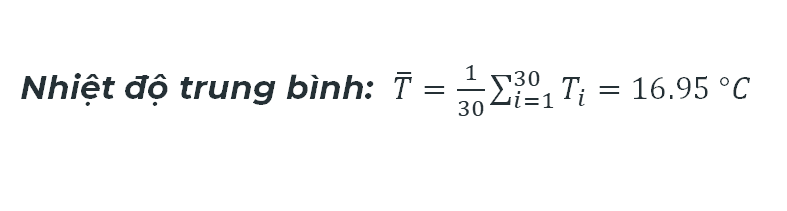 Nhiệt độ trung bình: T̄ = 1/30 ∑_{i=1}^{30} T_i = 16.95 °C